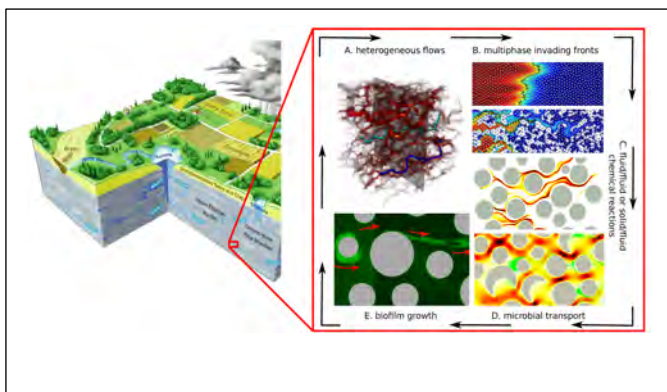 A. heterogeneous flows
B. multiphase invading fronts
C. fluid/fluid or solid/fluid
chemical reactions
D. microbial transport
E. biofilm growth